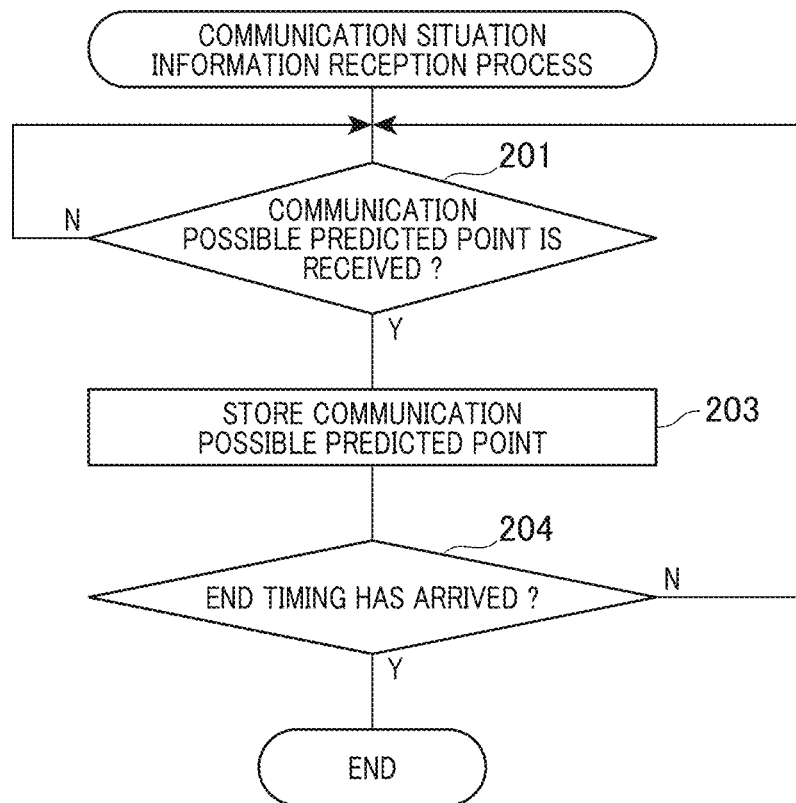 COMMUNICATION SITUATION
INFORMATION RECEPTION PROCESS
201
COMMUNICATION
POSSIBLE PREDICTED POINT IS
RECEIVED ?
N
Y
STORE COMMUNICATION
POSSIBLE PREDICTED POINT
203
204
END TIMING HAS ARRIVED ?
N
Y
END